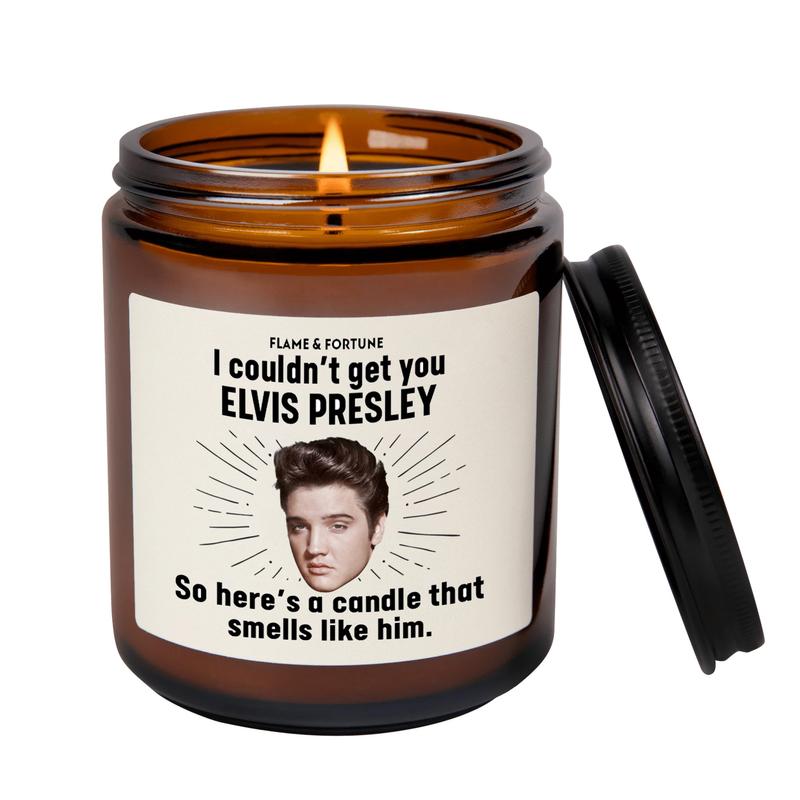 FLAME & FORTUNE
I couldn't get you
ELVIS PRESLEY
So here's a candle that
smells like him.